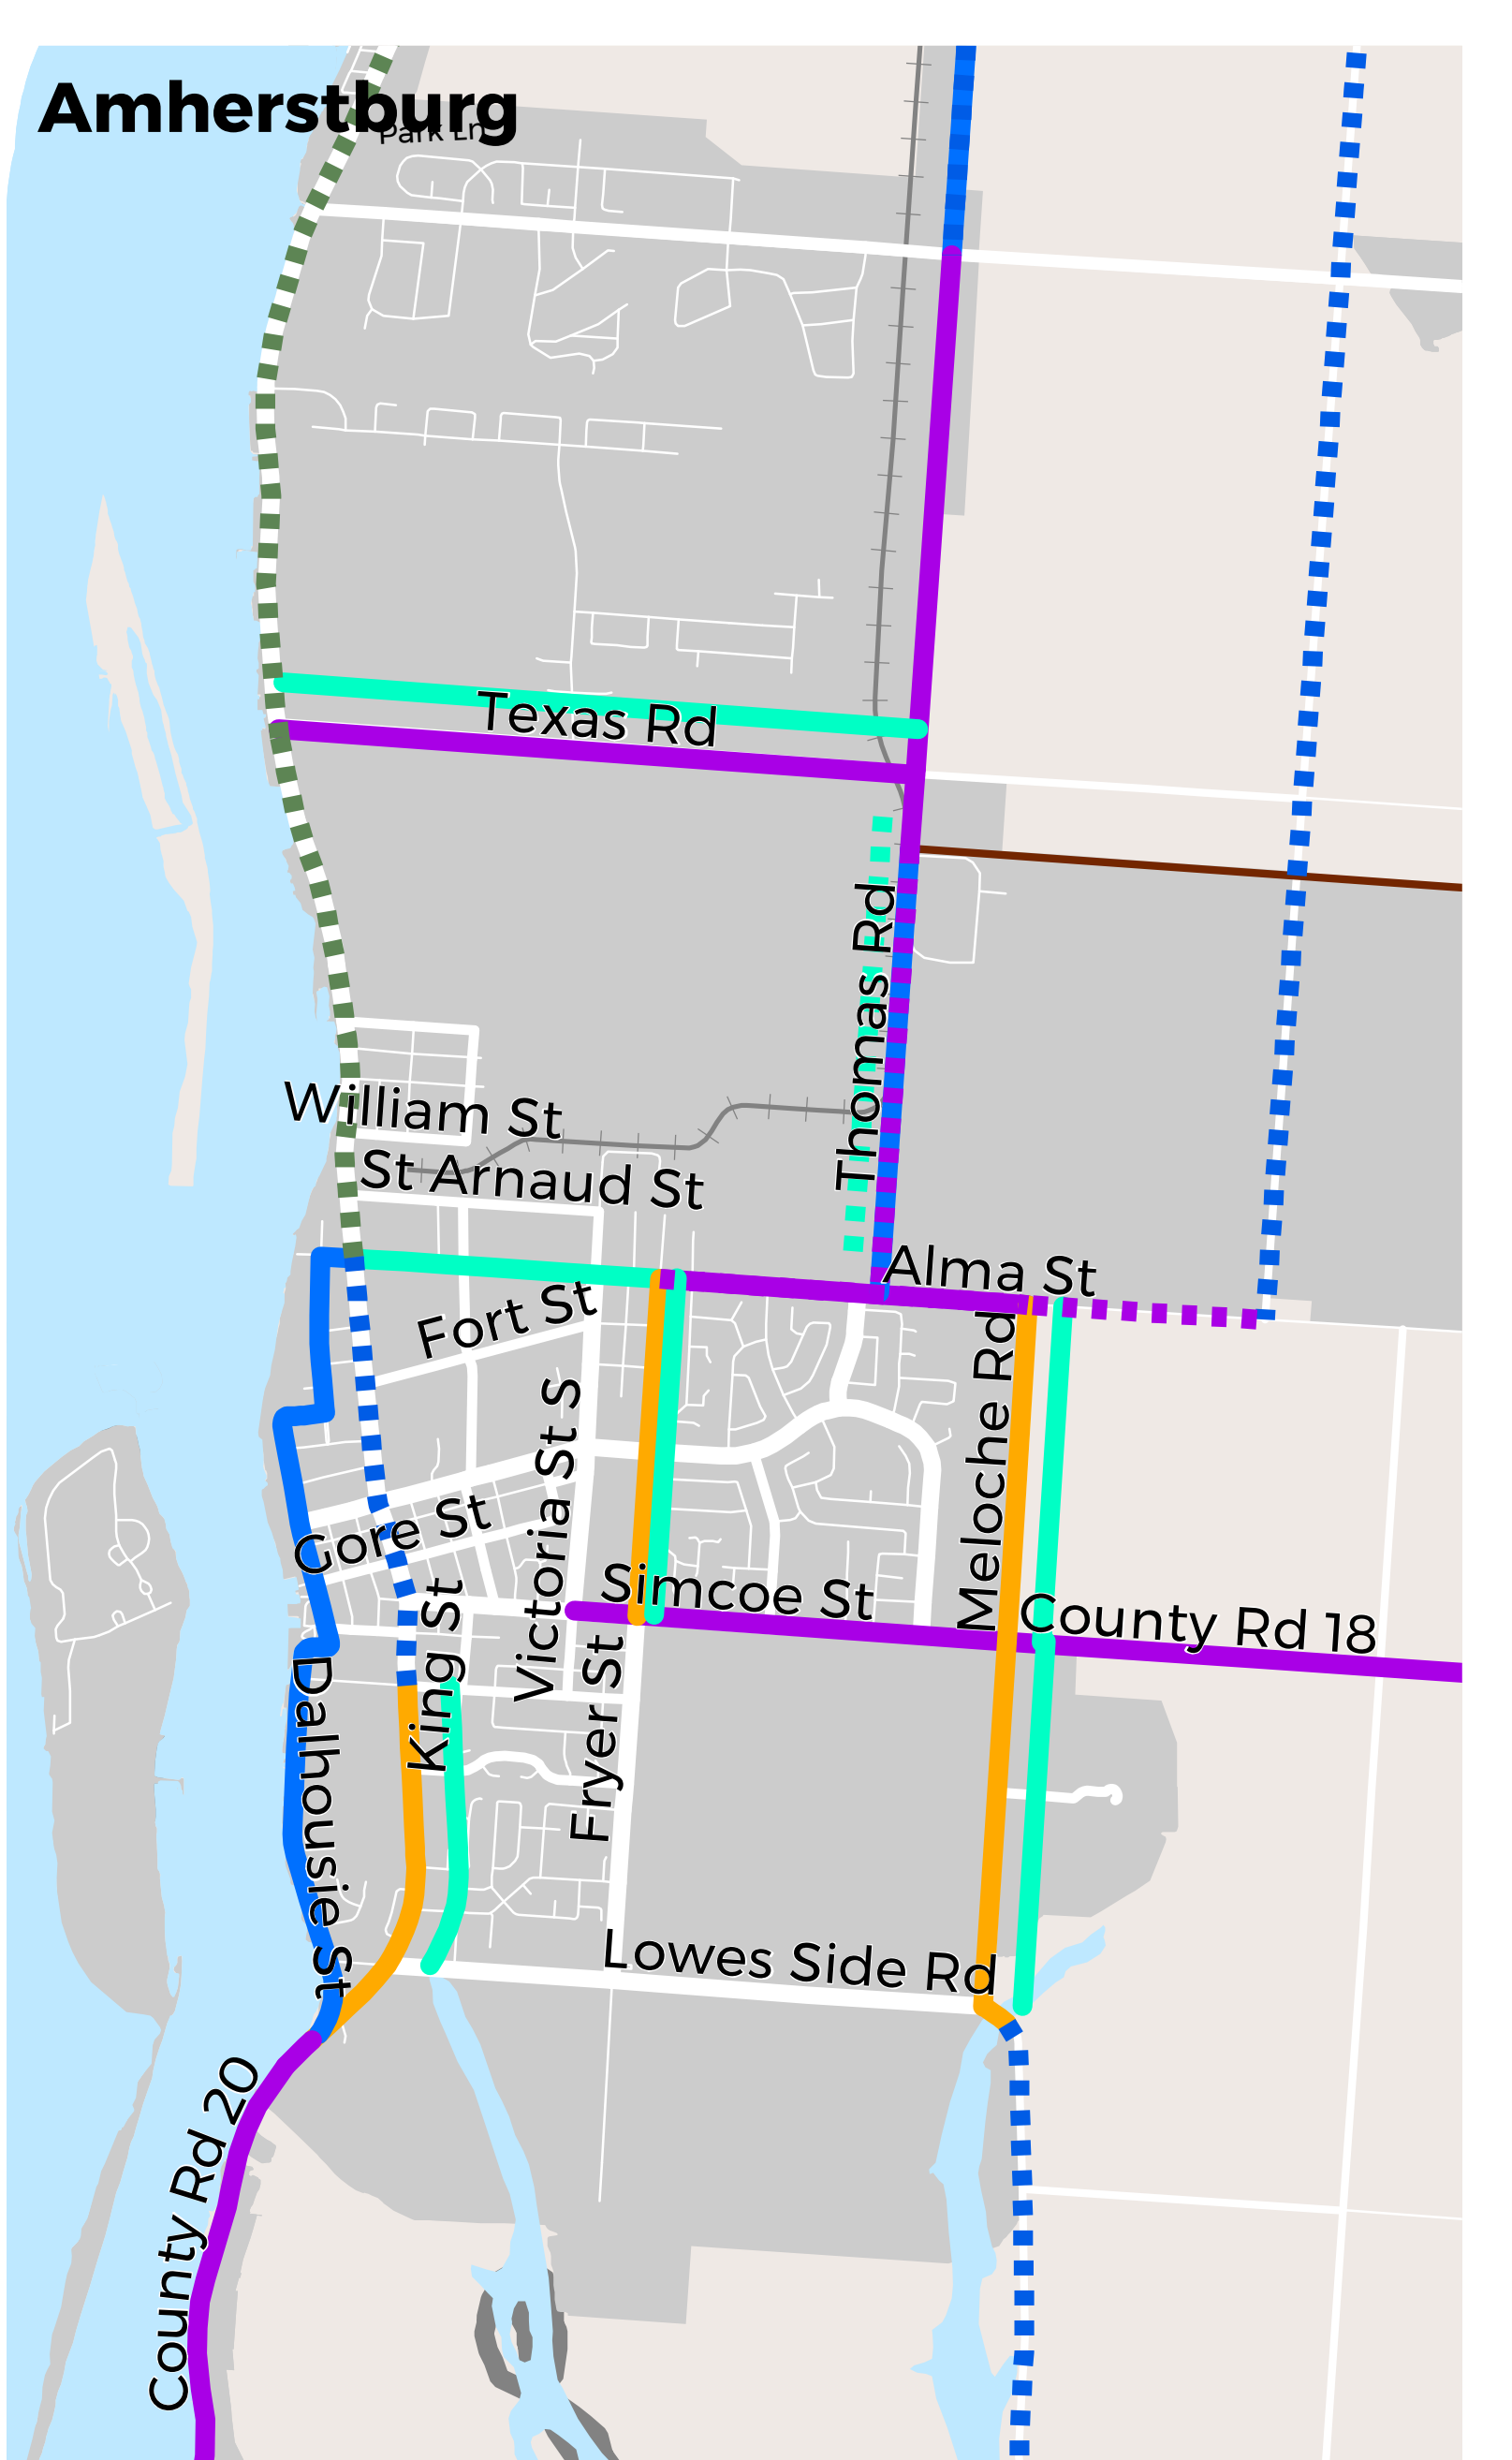 Amherstburg
Park Ln
Texas Rd
Thomas Rd
William St
St Arnaud St
Alma St
Fort St
Meloche Rd
Victoria St S
Gore St
Simcoe St
County Rd 18
King St
Fryer St
Dalhousie St
Lowes Side Rd
County Rd 20